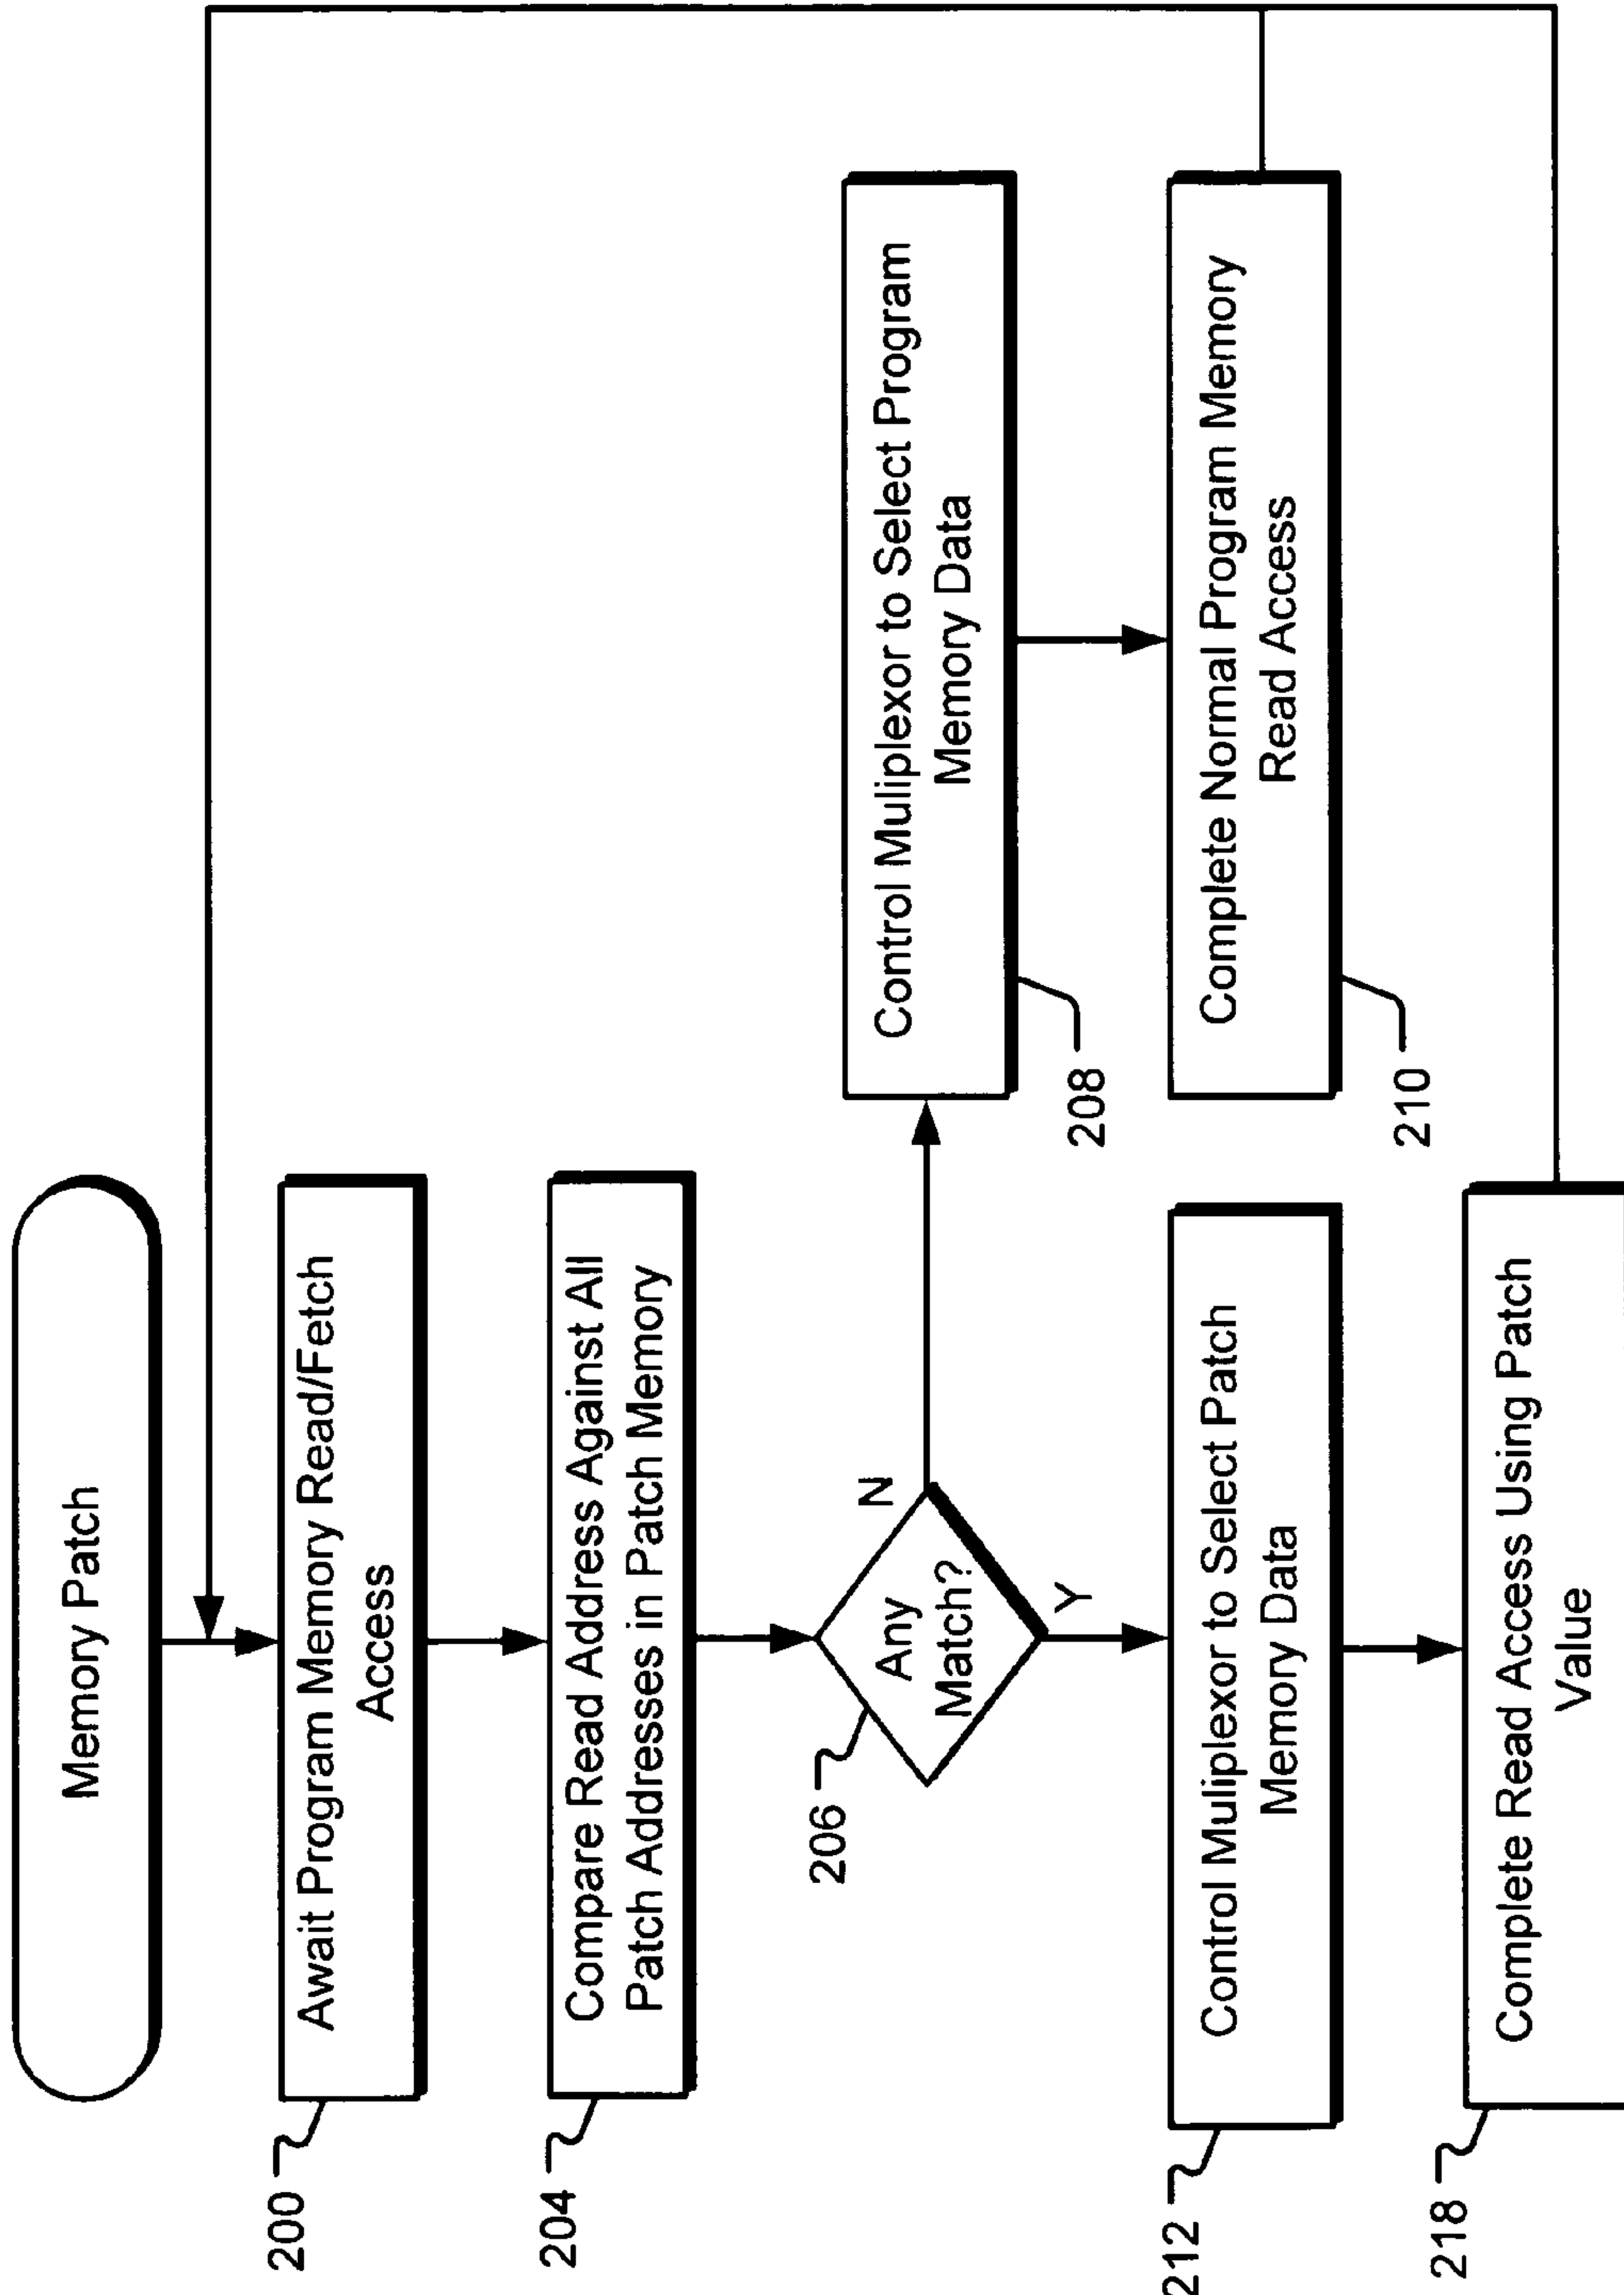 Memory Patch
Await Program Memory Read/Fetch
Access
200
Compare Read Address Against All
Patch Addresses in Patch Memory
204
Any
Match?
206
N
Y
Control Muliplexor to Select Program
Memory Data
208
Complete Normal Program Memory
Read Access
210
Control Muliplexor to Select Patch
Memory Data
212
Complete Read Access Using Patch
Value
218